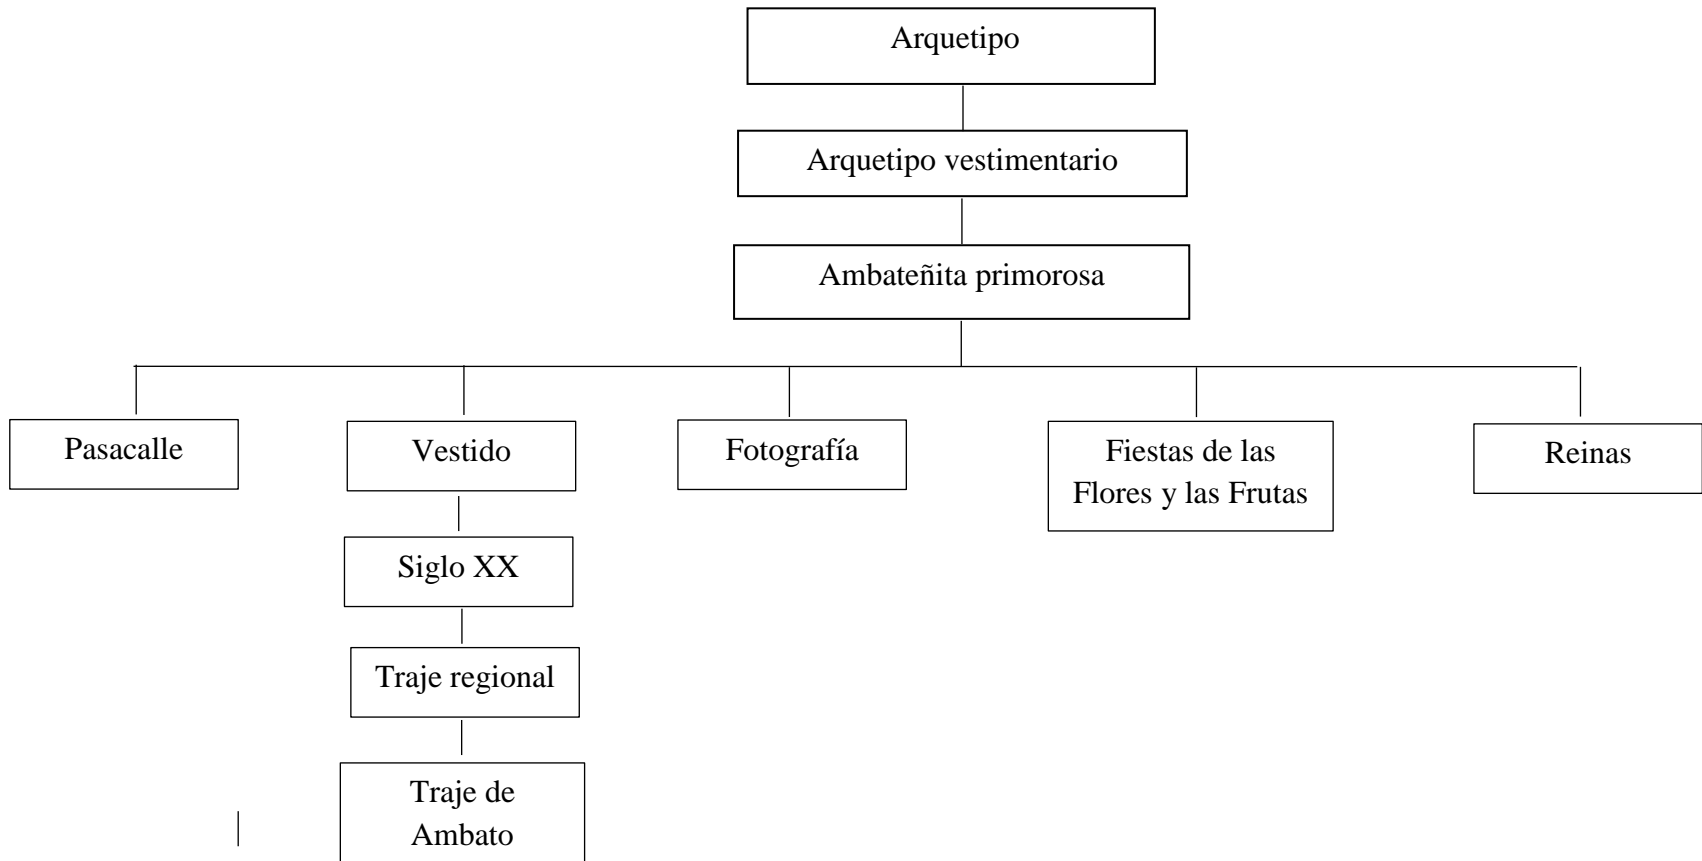 Arquetipo
Arquetipo vestimentario
Ambateñita primorosa
Pasacalle
Vestido
Fotografía
Fiestas de las
Flores y las Frutas
Reinas
Siglo XX
Traje regional
Traje de
Ambato